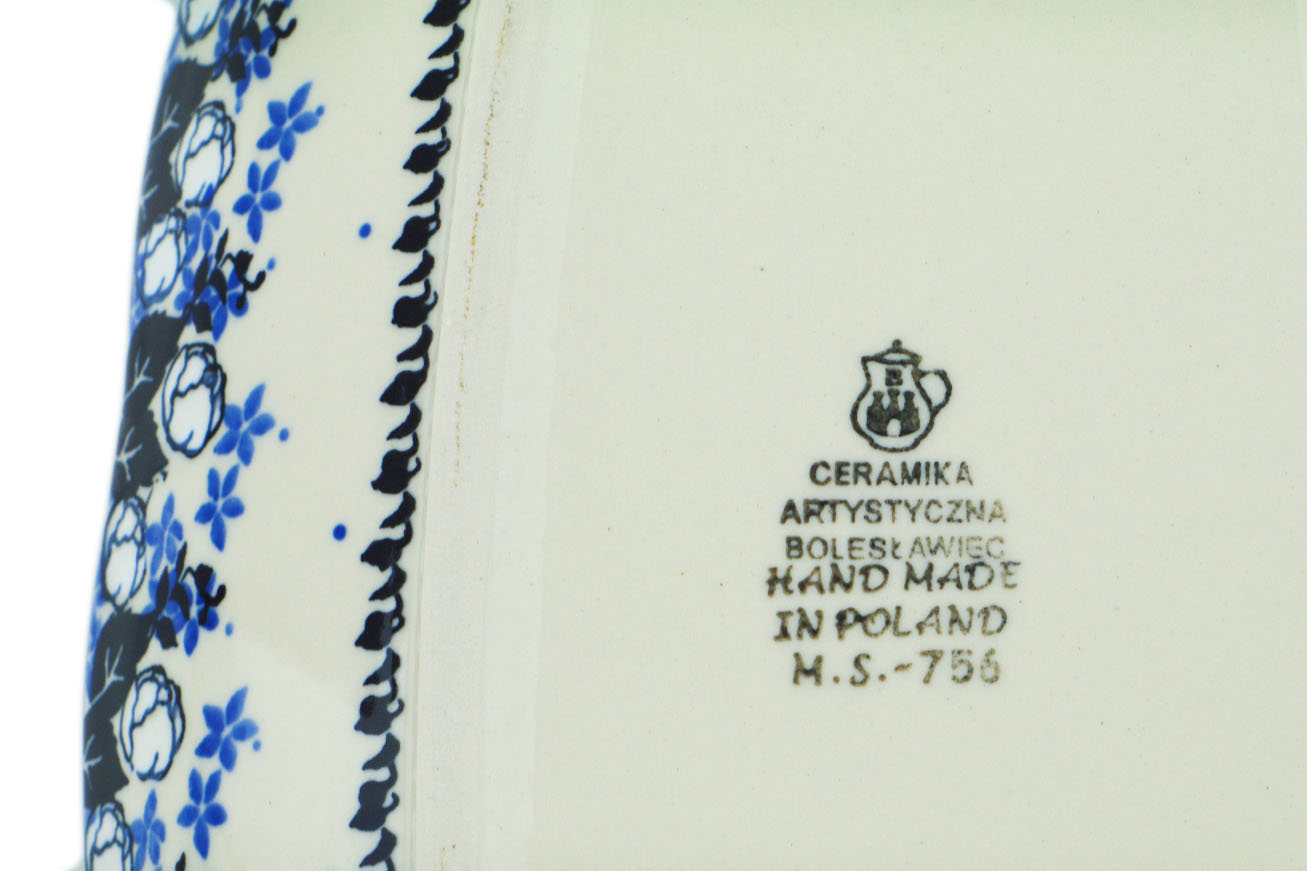 B
CERAMIKA
ARTYSTYCZNA
BOLESŁAWIEC
HAND MADE
IN POLAND
M.S.-756